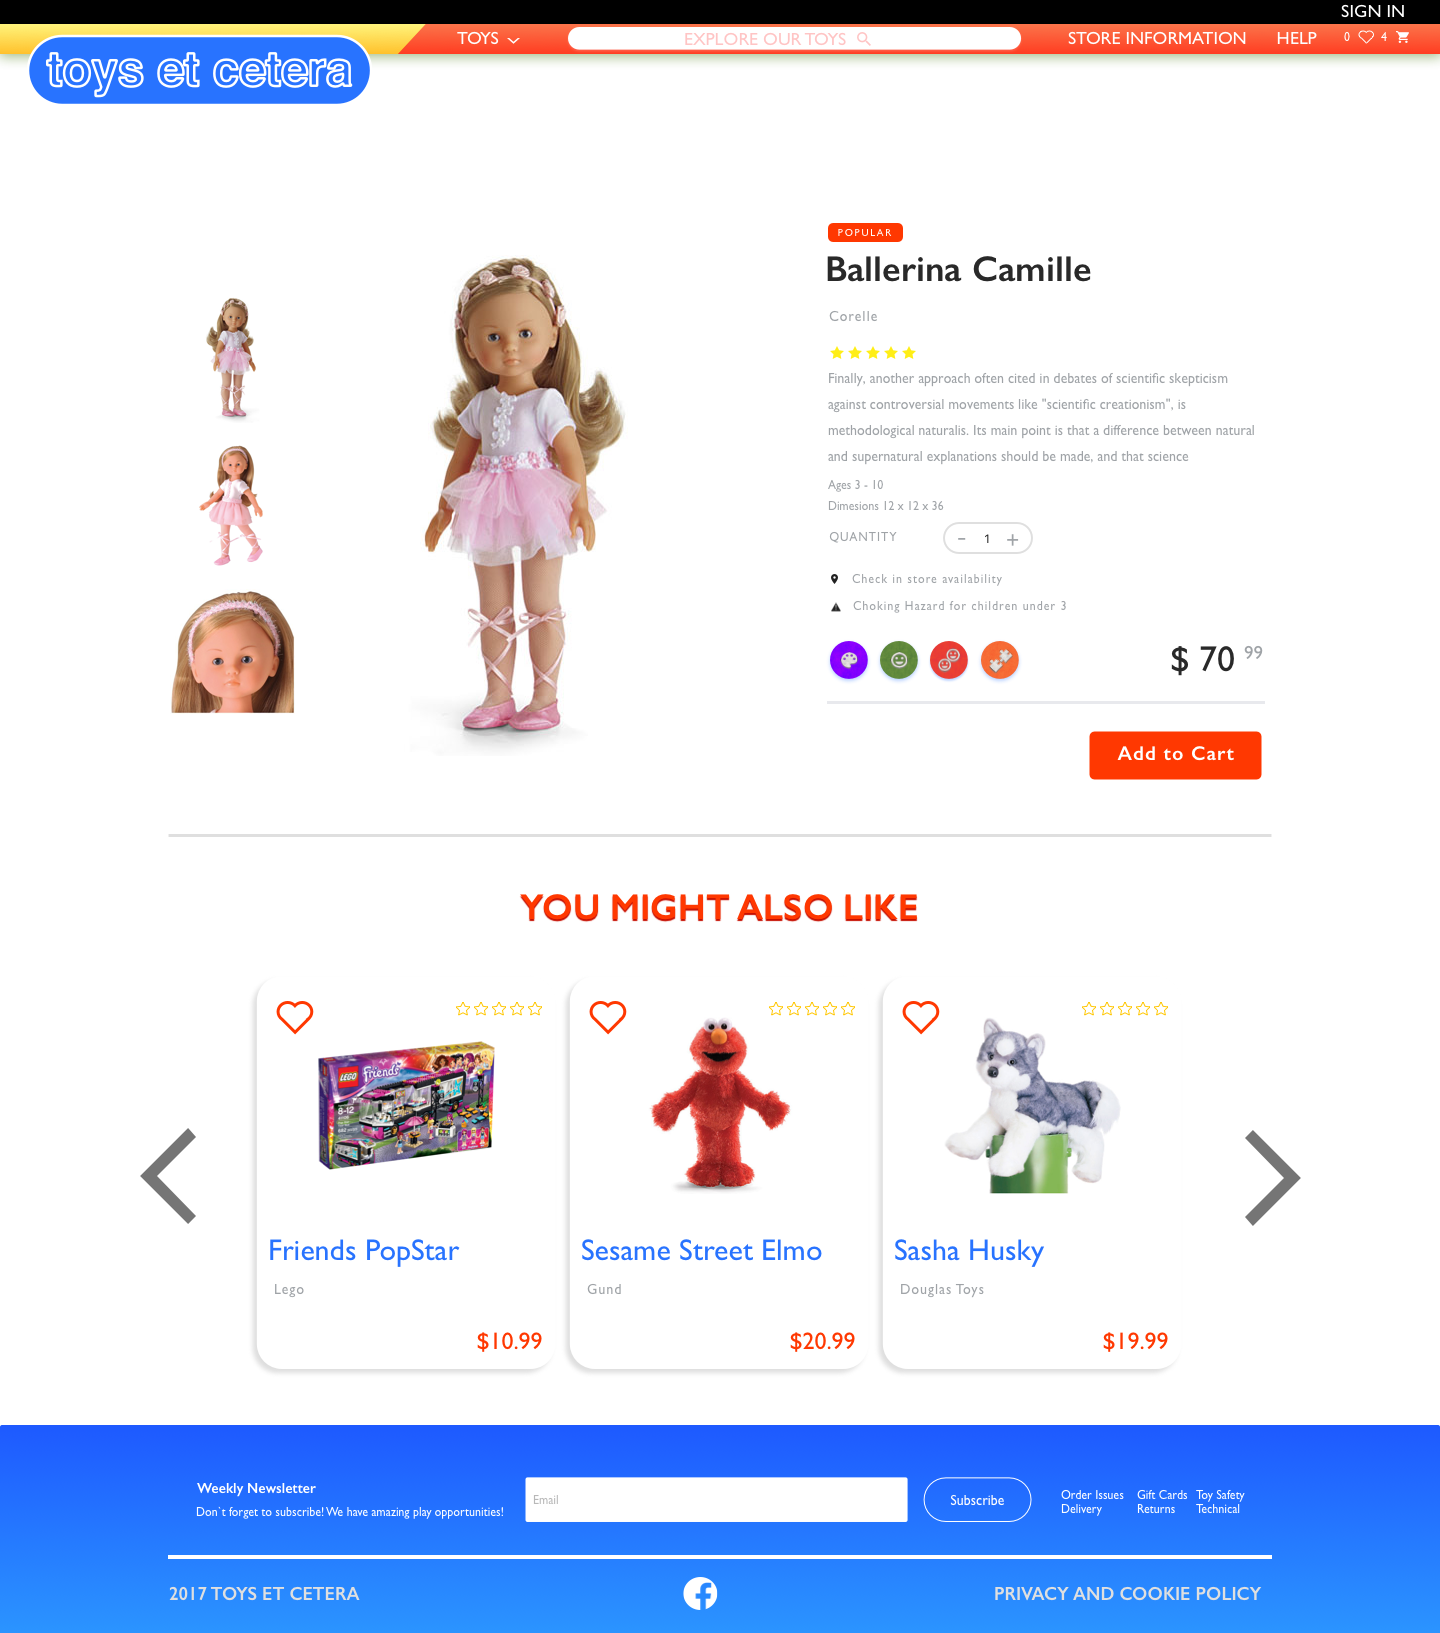 SIGN IN
TOYS
EXPLORE OUR TOYS
STORE INFORMATION
HELP
0
4
toys et cetera
POPULAR
Ballerina Camille
Corelle
Finally, another approach often cited in debates of scientific skepticism
against controversial movements like "scientific creationism", is
methodological naturalis. Its main point is that a difference between natural
and supernatural explanations should be made, and that science
Ages 3 - 10
Dimesions 12 x 12 x 36
QUANTITY
- 1 +
Check in store availability
Choking Hazard for children under 3
$ 70 99
Add to Cart
YOU MIGHT ALSO LIKE
LEGO
Friends
8-12
Friends PopStar
Lego
$10.99
Sesame Street Elmo
Gund
$20.99
Sasha Husky
Douglas Toys
$19.99
Weekly Newsletter
Don`t forget to subscribe! We have amazing play opportunities!
Email
Subscribe
Order Issues Gift Cards Toy Safety
Delivery Returns Technical
2017 TOYS ET CETERA
PRIVACY AND COOKIE POLICY